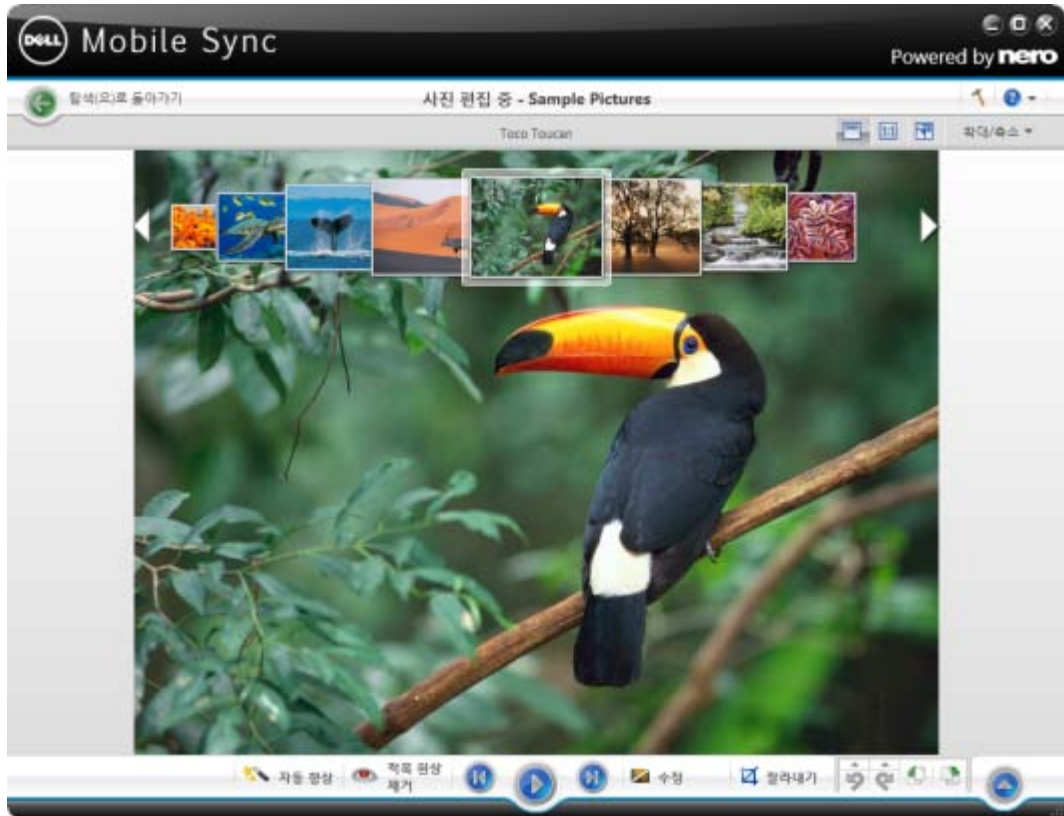 DELL Mobile Sync
Powered by nero
탐색(으)로 돌아가기
사진 편집 중 - Sample Pictures
Toco Toucan
1:1
확대/축소
자동 향상
적목 현상
제거
수정
잘라내기